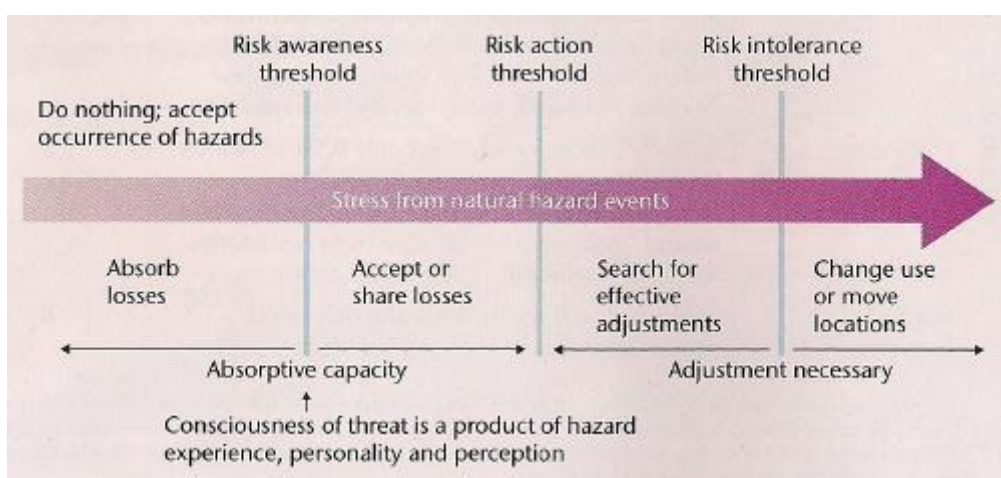 Risk awareness
threshold
Risk action
threshold
Risk intolerance
threshold
Do nothing; accept
occurrence of hazards
Stress from natural hazard events
Absorb
losses
Accept or
share losses
Search for
effective
adjustments
Change use
or move
locations
Absorptive capacity
Adjustment necessary
Consciousness of threat is a product of hazard
experience, personality and perception